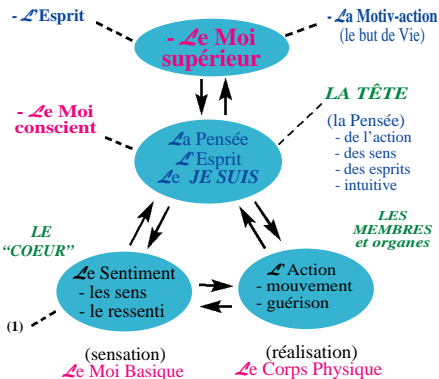 - L'Esprit
- Le Moi
supérieur
- La Motiv-action
(le but de Vie)
- Le Moi
conscient
La Pensée
L'Esprit
Le JE SUIS
LA TÊTE
(la Pensée)
- de l'action
- des sens
- des esprits
- intuitive
LE
“COEUR”
LES
MEMBRES
et organes
Le Sentiment
- les sens
- le ressenti
L'Action
- mouvement
- guérison
(1)
(sensation)
Le Moi Basique
(réalisation)
Le Corps Physique